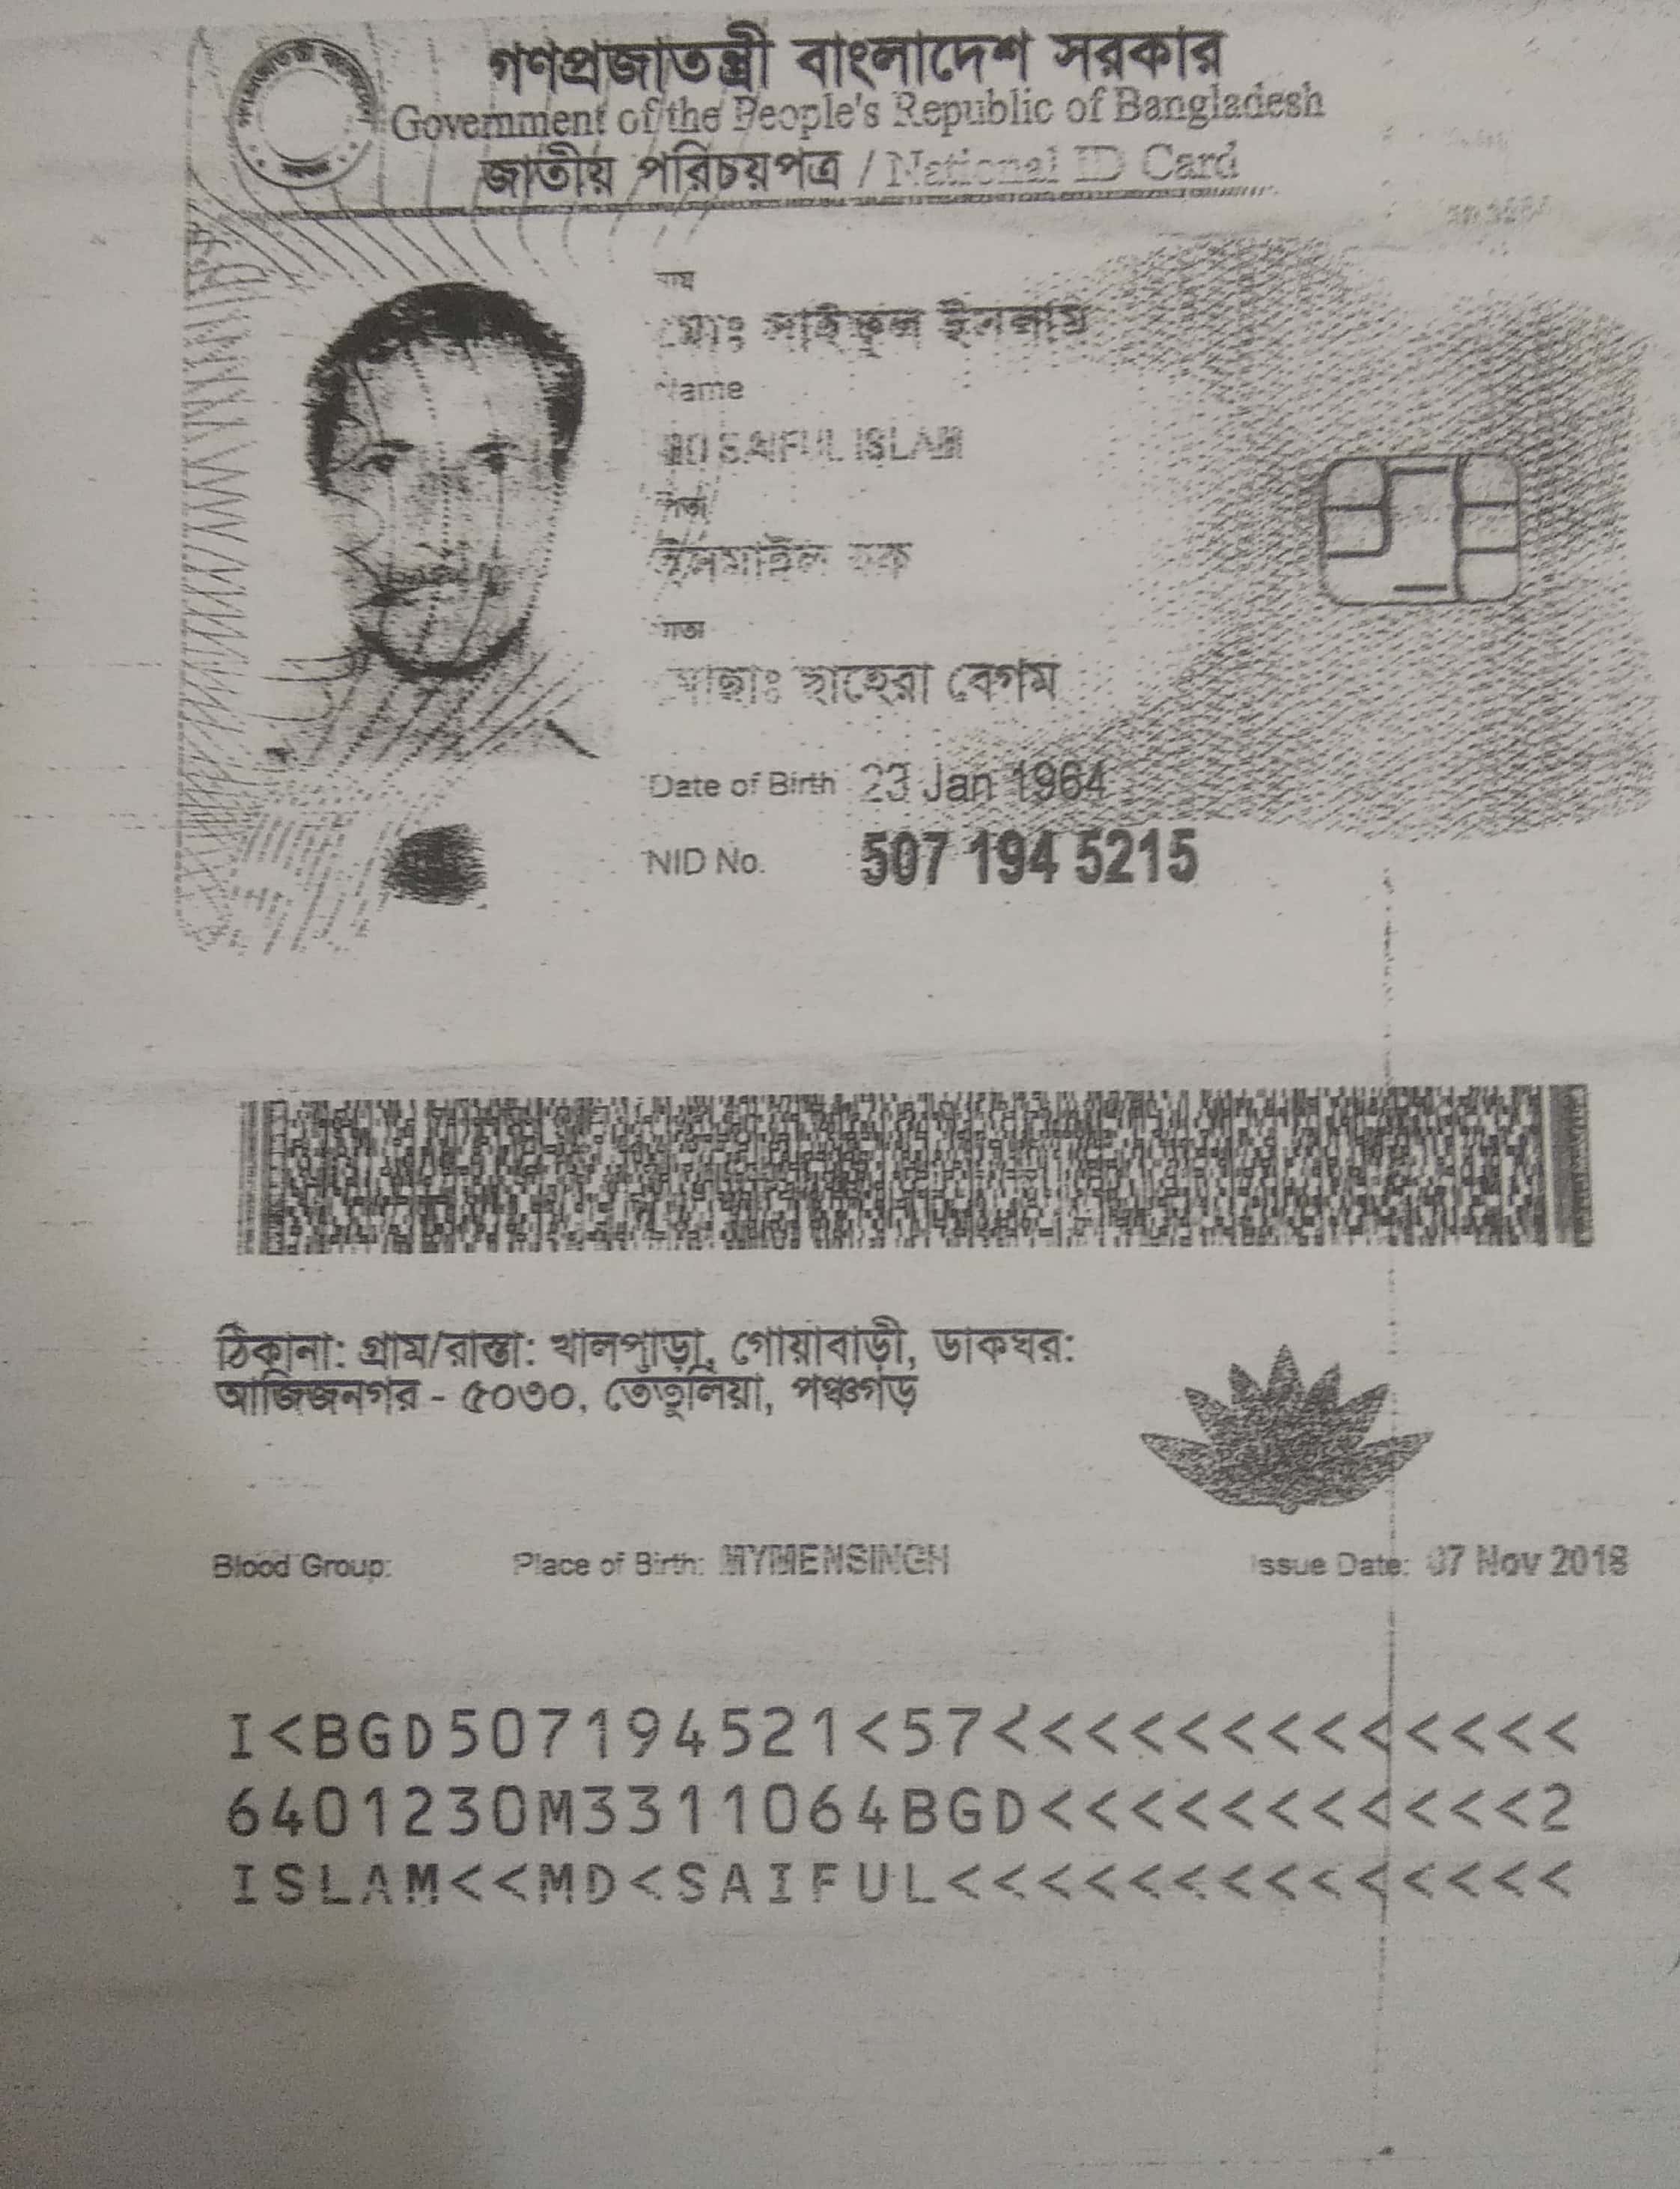 গণপ্রজাতন্ত্রী বাংলাদেশ সরকার
Government of the People's Republic of Bangladesh
জাতীয় পরিচয়পত্র / National ID Card
নাম
মোঃ সাইফুল ইসলাম
Name
MD SAIFUL ISLAM
পিতা
ইসমাইল হক
মাতা
মোছাঃ ছাহেরা বেগম
Date of Birth 23 Jan 1964
NID No. 507 194 5215
ঠিকানা: গ্রাম/রাস্তা: খালপাড়া, গোয়াবাড়ী, ডাকঘর:
আজিজনগর - ৫০৩০, তেতুলিয়া, পঞ্চগড়
Blood Group: Place of Birth: MYMENSINGH Issue Date: 07 Nov 2018
I<BGD507194521<57<<<<<<<<<<<<<
6401230M3311064BGD<<<<<<<<<<<2
ISLAM<<MD<SAIFUL<<<<<<<<<<<<<<